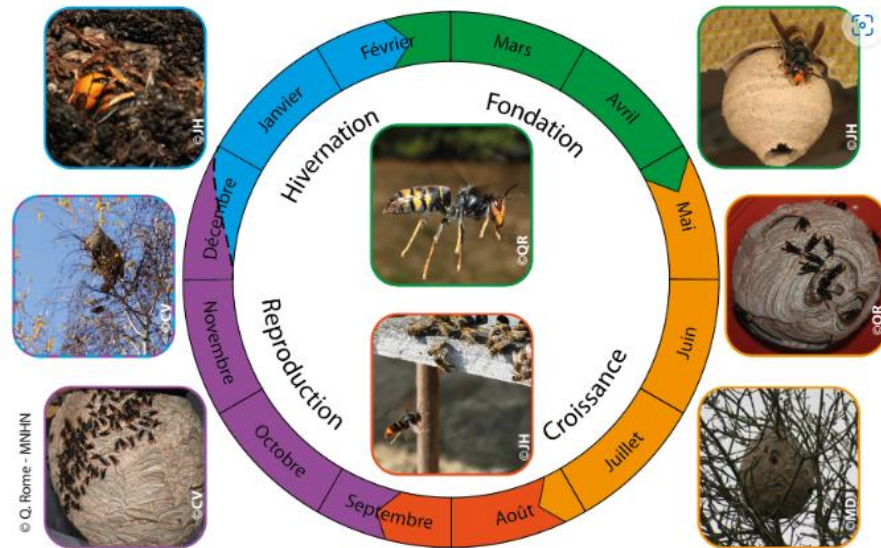 Janvier
Février
Mars
Avril
Mai
Juin
Juillet
Août
Septembre
Octobre
Novembre
Décembre
Hivernation
Fondation
Croissance
Reproduction
©JH
©CV
©CV
©QR
©JH
©JH
©QR
©MDJ
© Q. Rome - MNHN